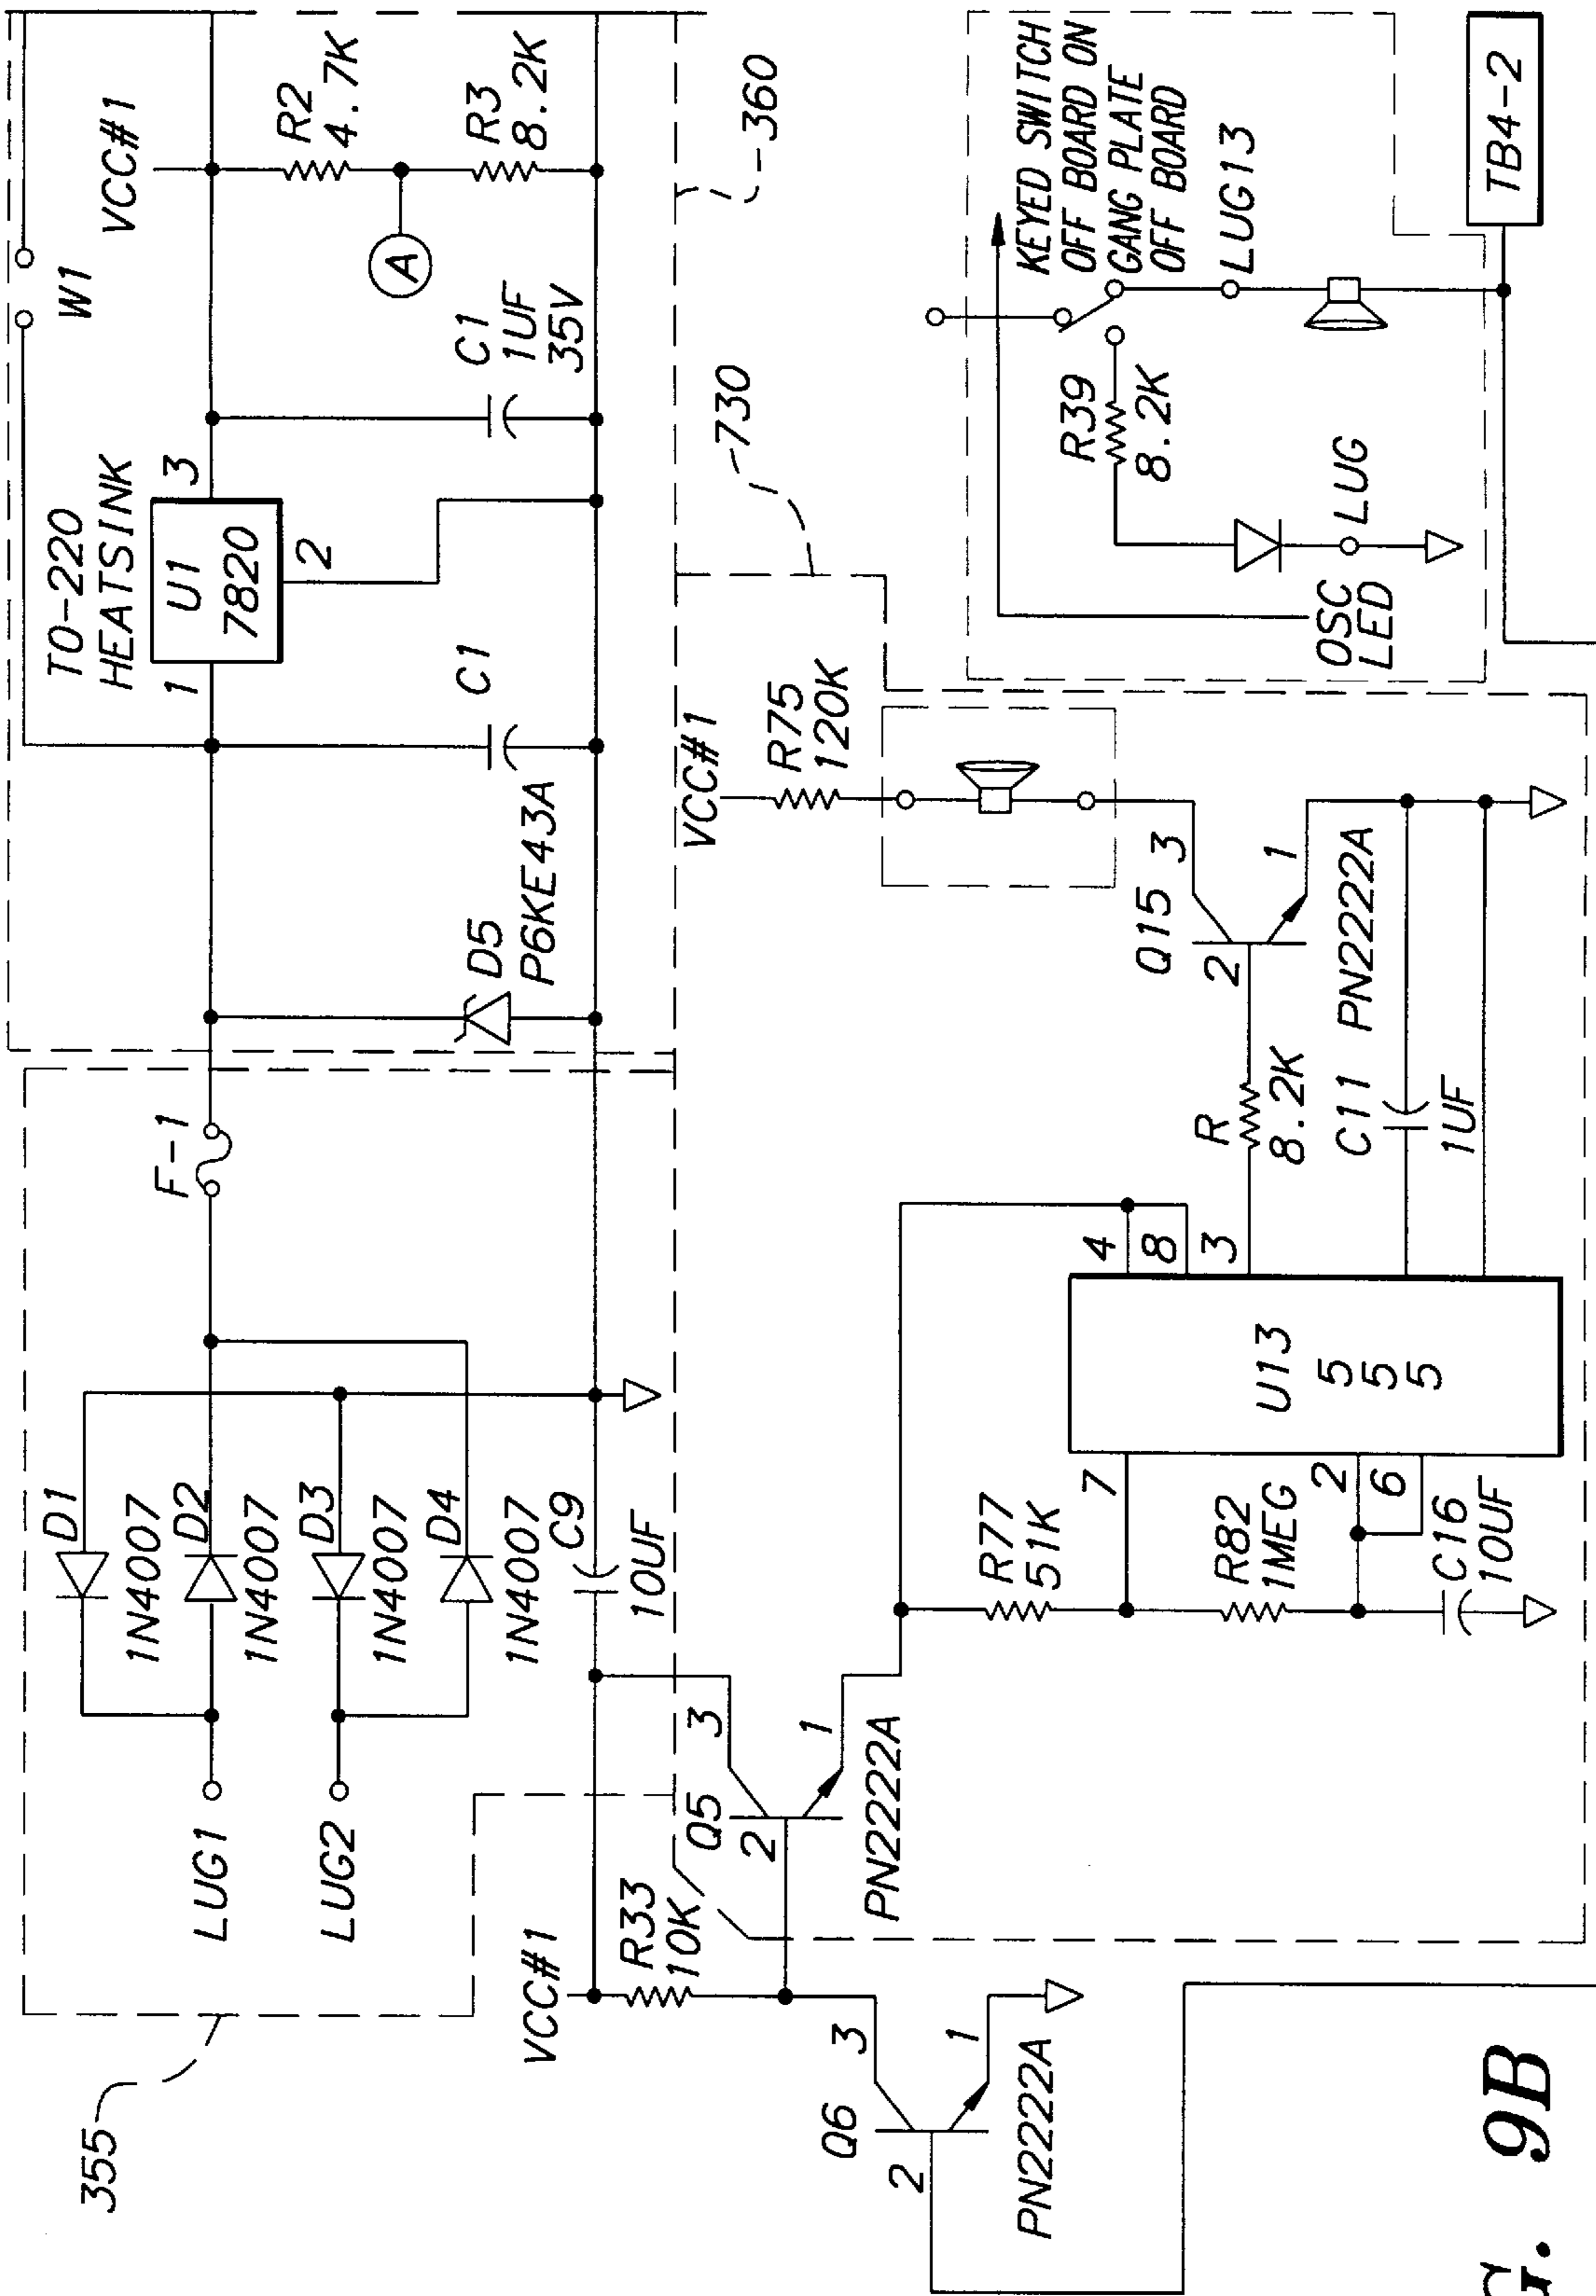 355
LUG1
LUG2
D1
1N4007
D2
1N4007
D3
1N4007
D4
1N4007
C9
10UF
F-1
D5
P6KE43A
TO-220
HEATSINK
1
U1
7820
3
2
C1
C1
1UF
35V
W1
VCC#1
R2
4.7K
R3
8.2K
A
360
730
VCC#1
R33
10K
Q6
3
2
1
PN2222A
Q5
3
2
1
PN2222A
R77
51K
R82
1MEG
C16
10UF
7
2
6
U13
5
5
5
4
8
3
R
8.2K
C11
1UF
Q15
3
2
1
PN2222A
VCC#1
R75
120K
KEYED SWITCH
OFF BOARD ON
GANG PLATE
OFF BOARD
LUG13
R39
8.2K
LUG
OSC
LED
TB4-2
G. 9B